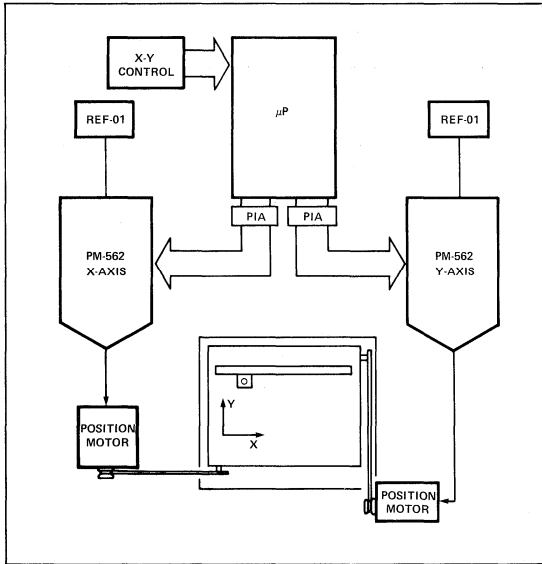 X-Y
CONTROL
μP
REF-01
REF-01
PIA
PIA
PM-562
X-AXIS
PM-562
Y-AXIS
Y
X
POSITION
MOTOR
POSITION
MOTOR